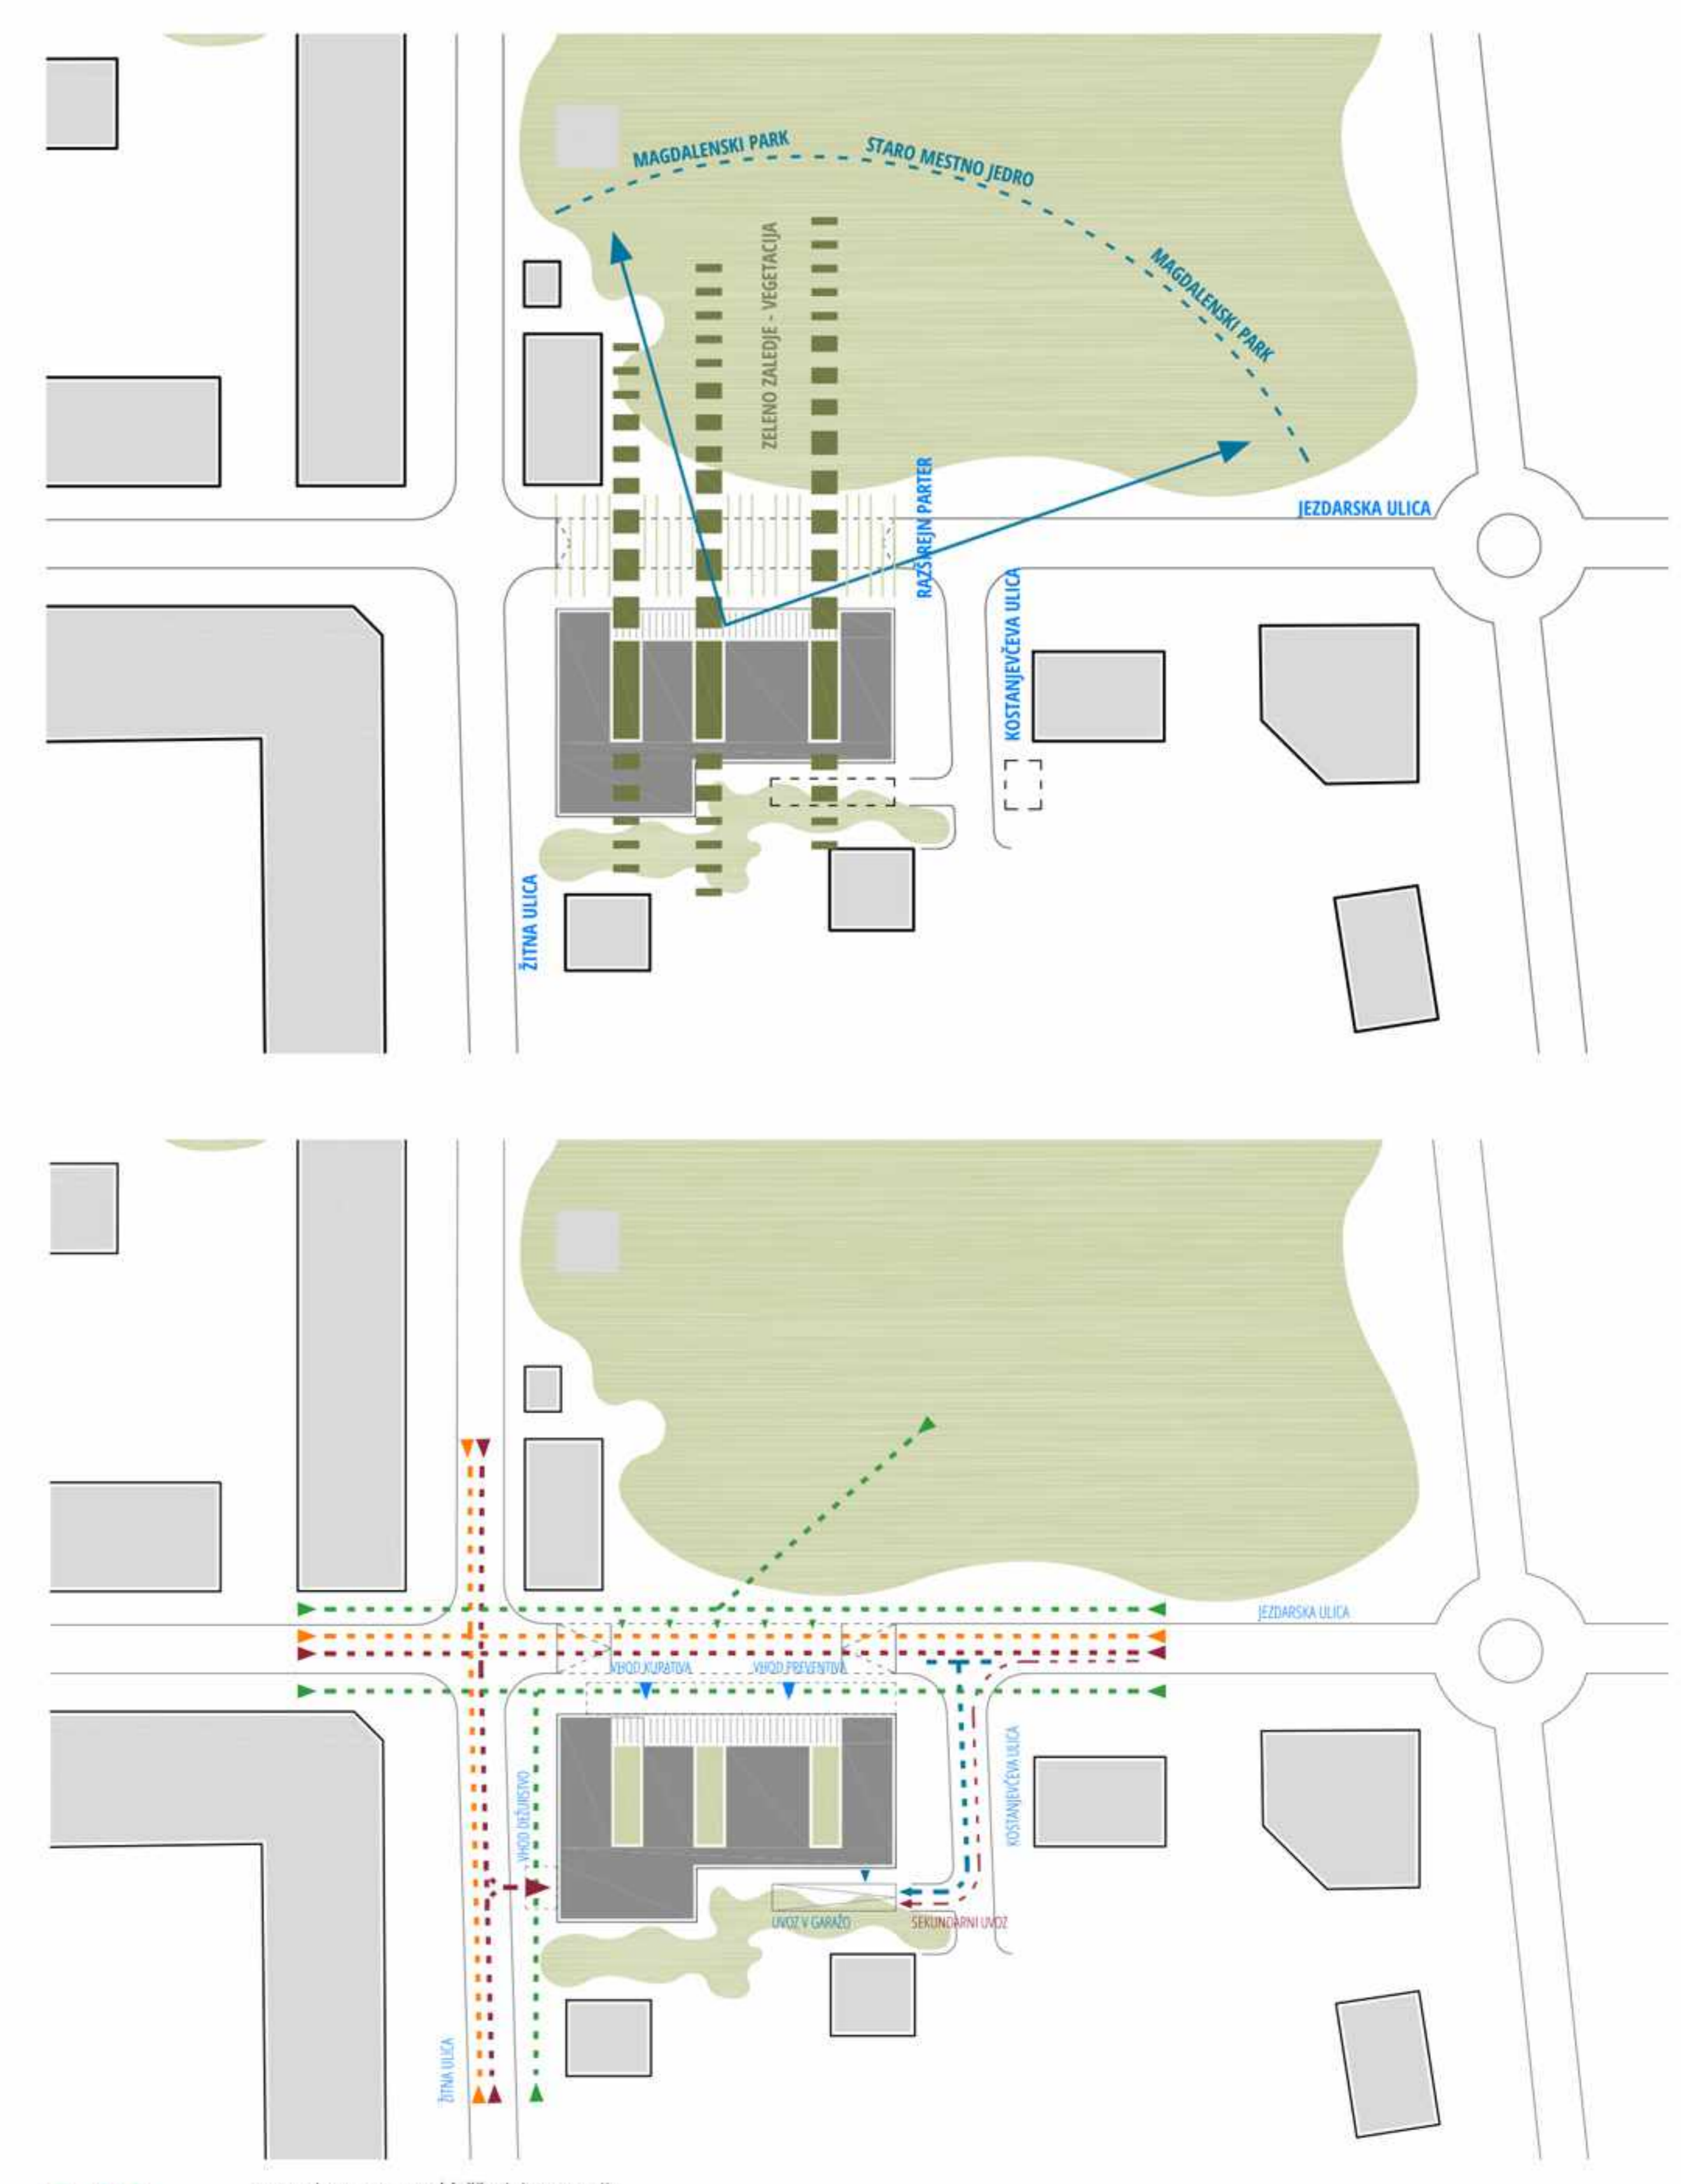 MAGDALENSKI PARK
STARO MESTNO JEDRO
MAGDALENSKI PARK
ZELENO ZALEDJE - VEGETACIJA
RAZŠIREJN PARTER
JEZDARSKA ULICA
KOSTANJEVČEVA ULICA
ŽITNA ULICA
JEZDARSKA ULICA
VHOD KURATIVA
VHOD PREVENTIVA
KOSTANJEVČEVA ULICA
VHOD DEŽURSTVO
UVOZ V GARAŽO
SEKUNDARNI UVOZ
ŽITNA ULICA